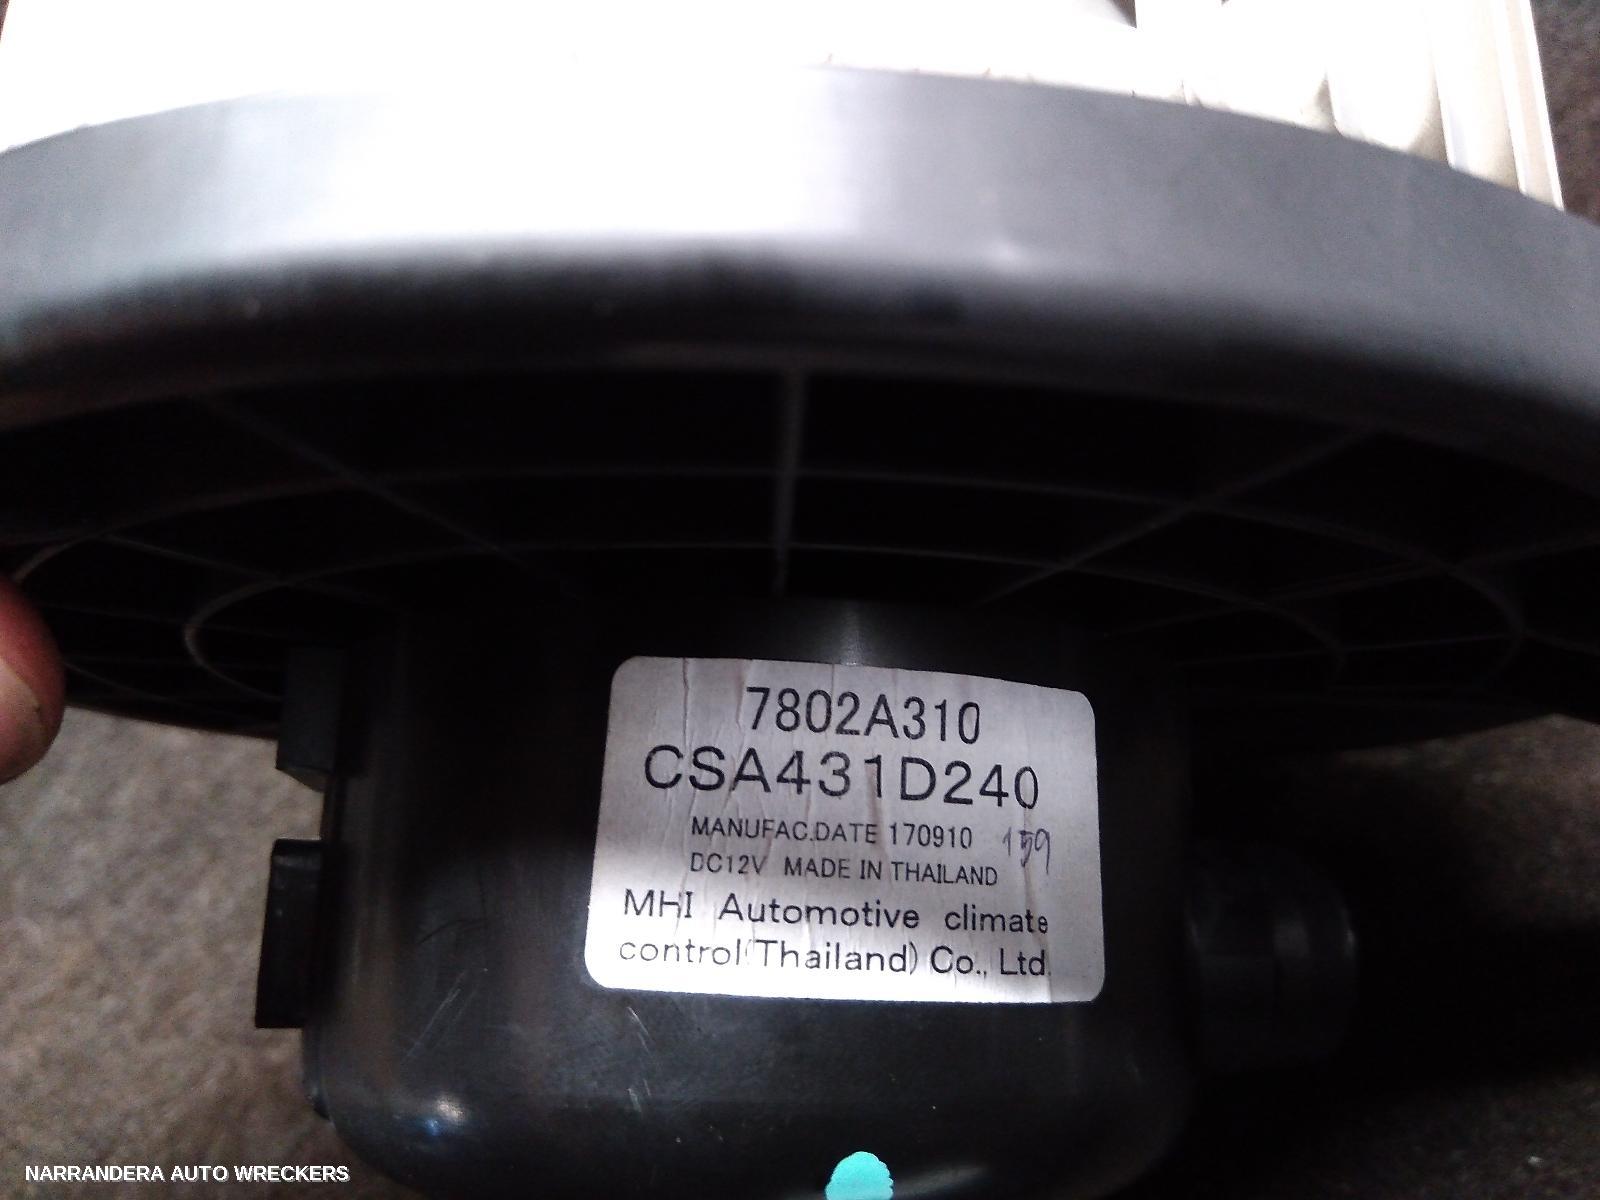 7802A310
CSA431D240
MANUFAC.DATE 170910 159
DC12V MADE IN THAILAND
MHI Automotive climate
control(Thailand) Co., Ltd.
NARRANDERA AUTO WRECKERS